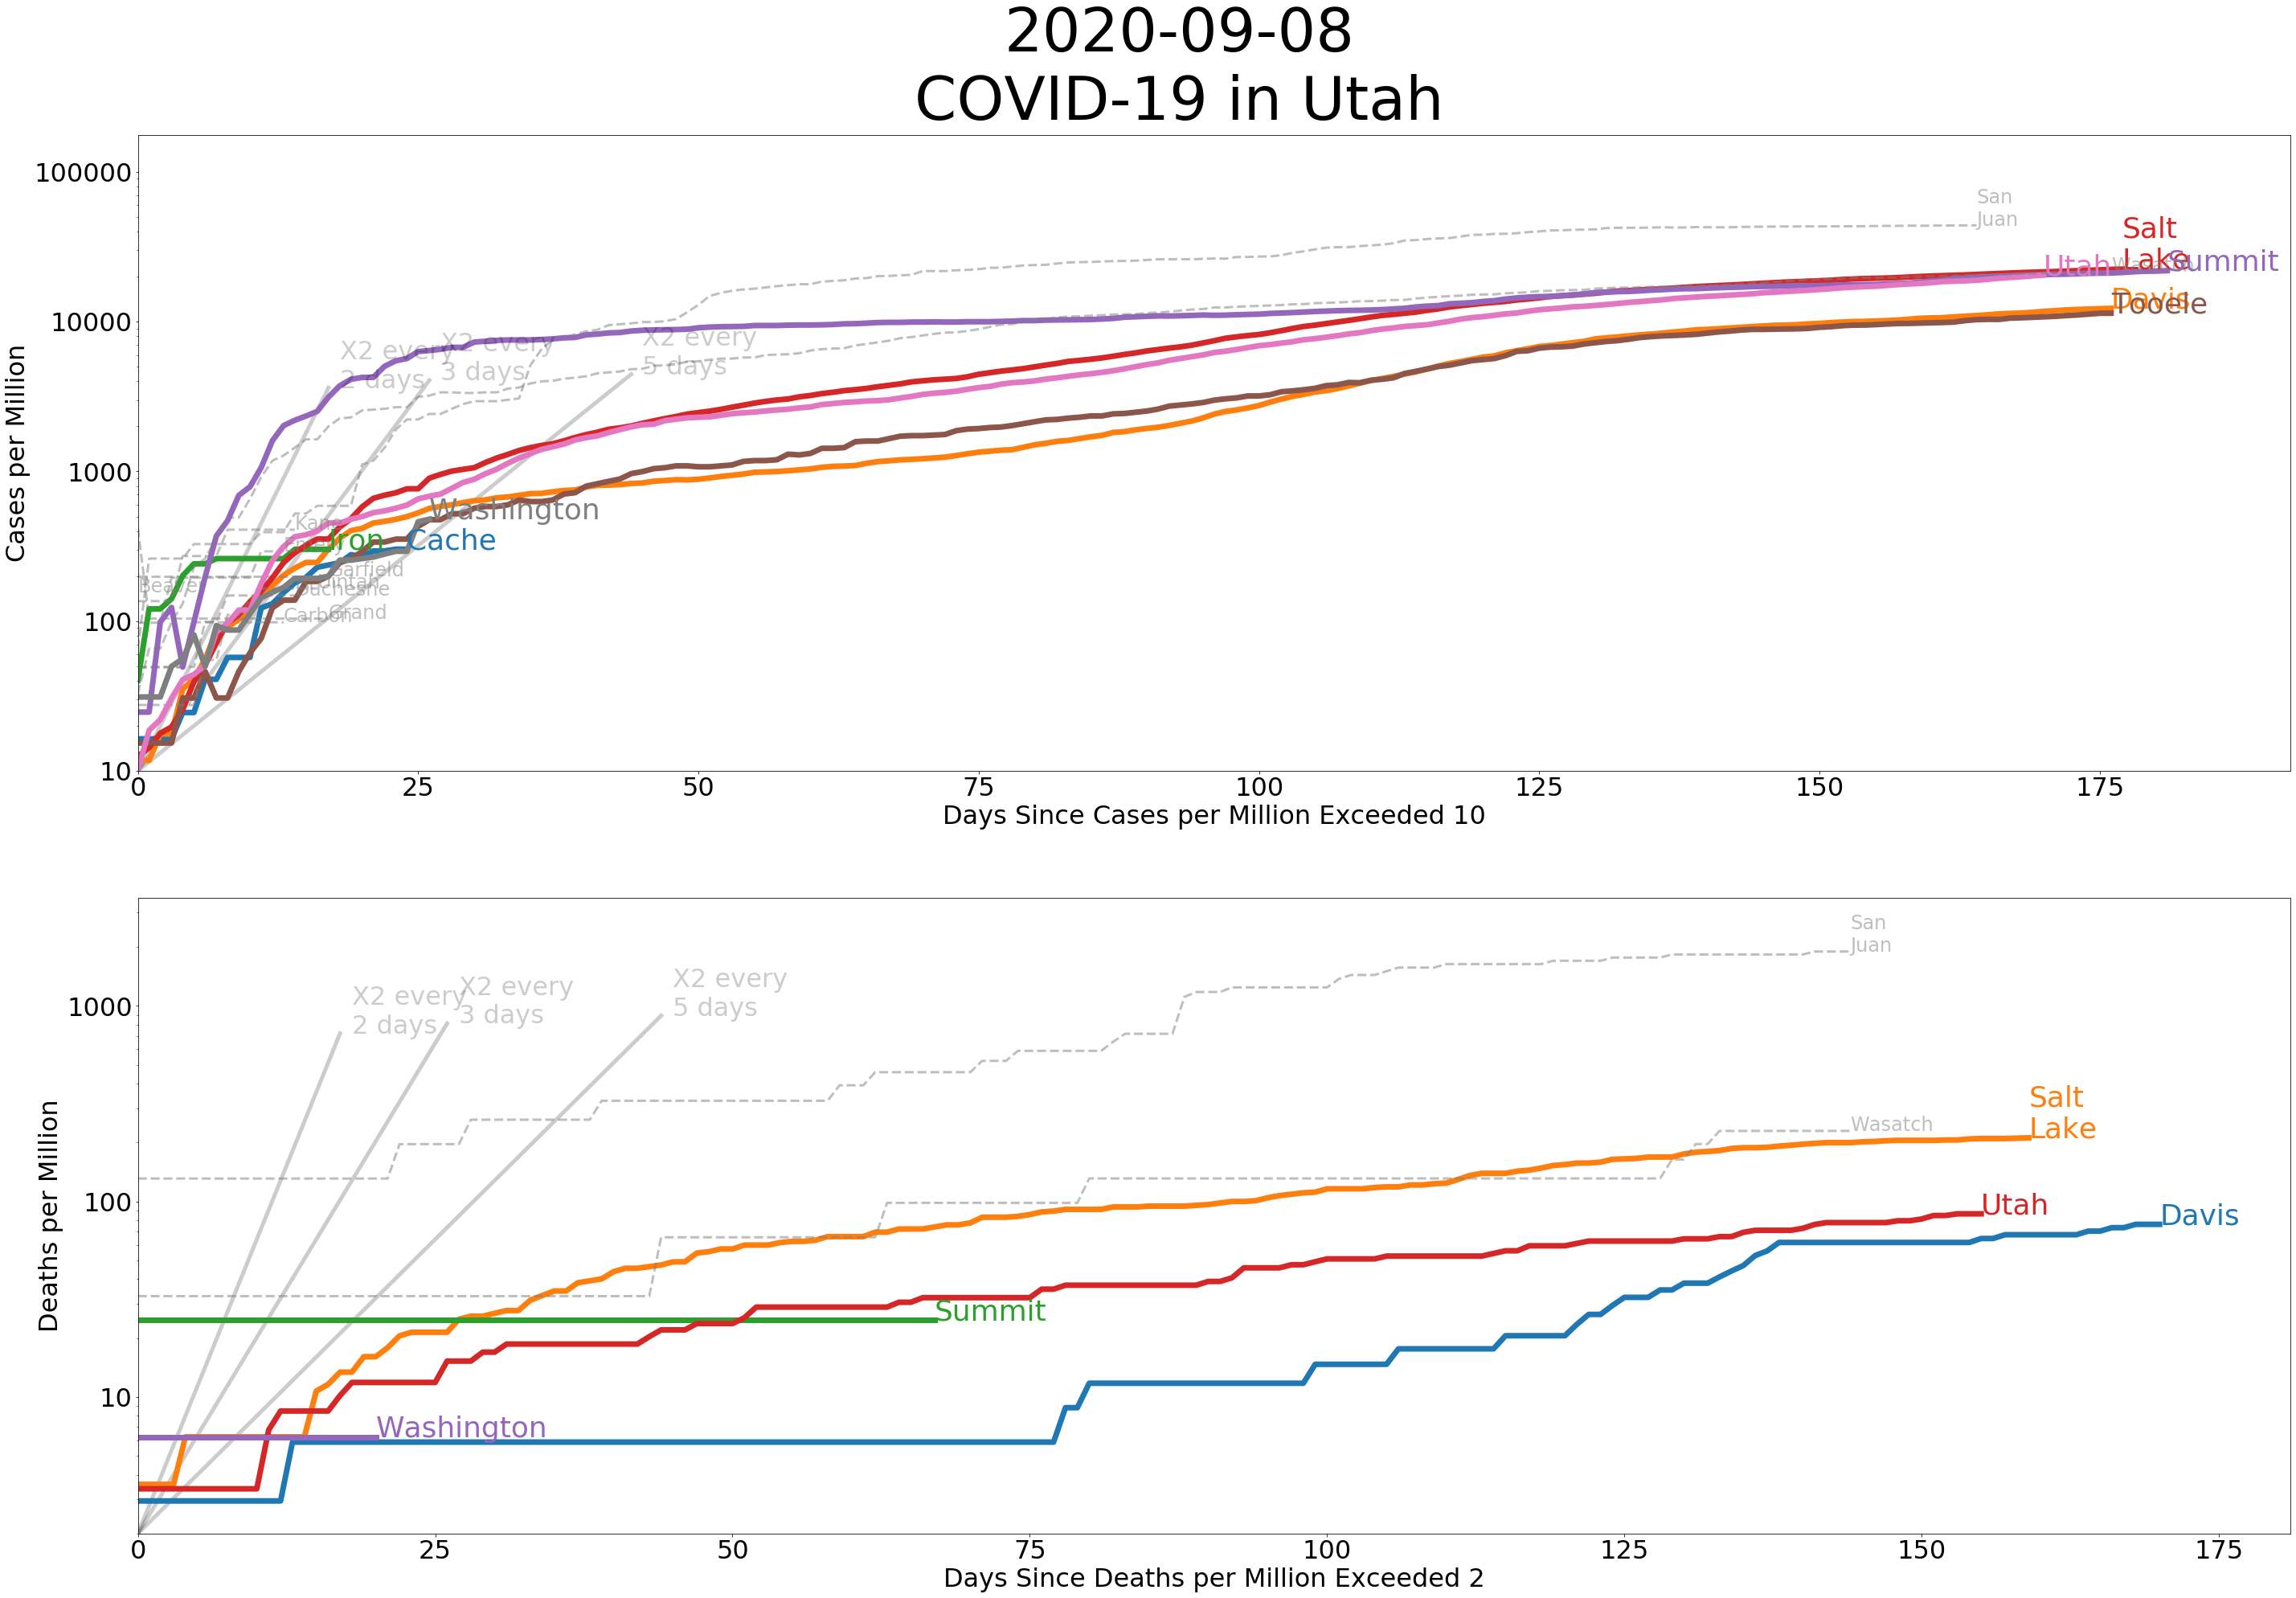 2020-09-08
COVID-19 in Utah
Cases per Million
100000
10000
1000
100
10
San
Juan
Salt
Lake
Utah
Summit
Davis
Tooele
X2 every
2 days
X2 every
3 days
X2 every
5 days
Washington
Kane
Iron
Cache
Beaver
Garfield
Uintah
Duchesne
Grand
Carbon
0
25
50
75
100
125
150
175
Days Since Cases per Million Exceeded 10
Deaths per Million
1000
100
10
X2 every
2 days
X2 every
3 days
X2 every
5 days
San
Juan
Salt
Lake
Wasatch
Utah
Davis
Summit
Washington
0
25
50
75
100
125
150
175
Days Since Deaths per Million Exceeded 2